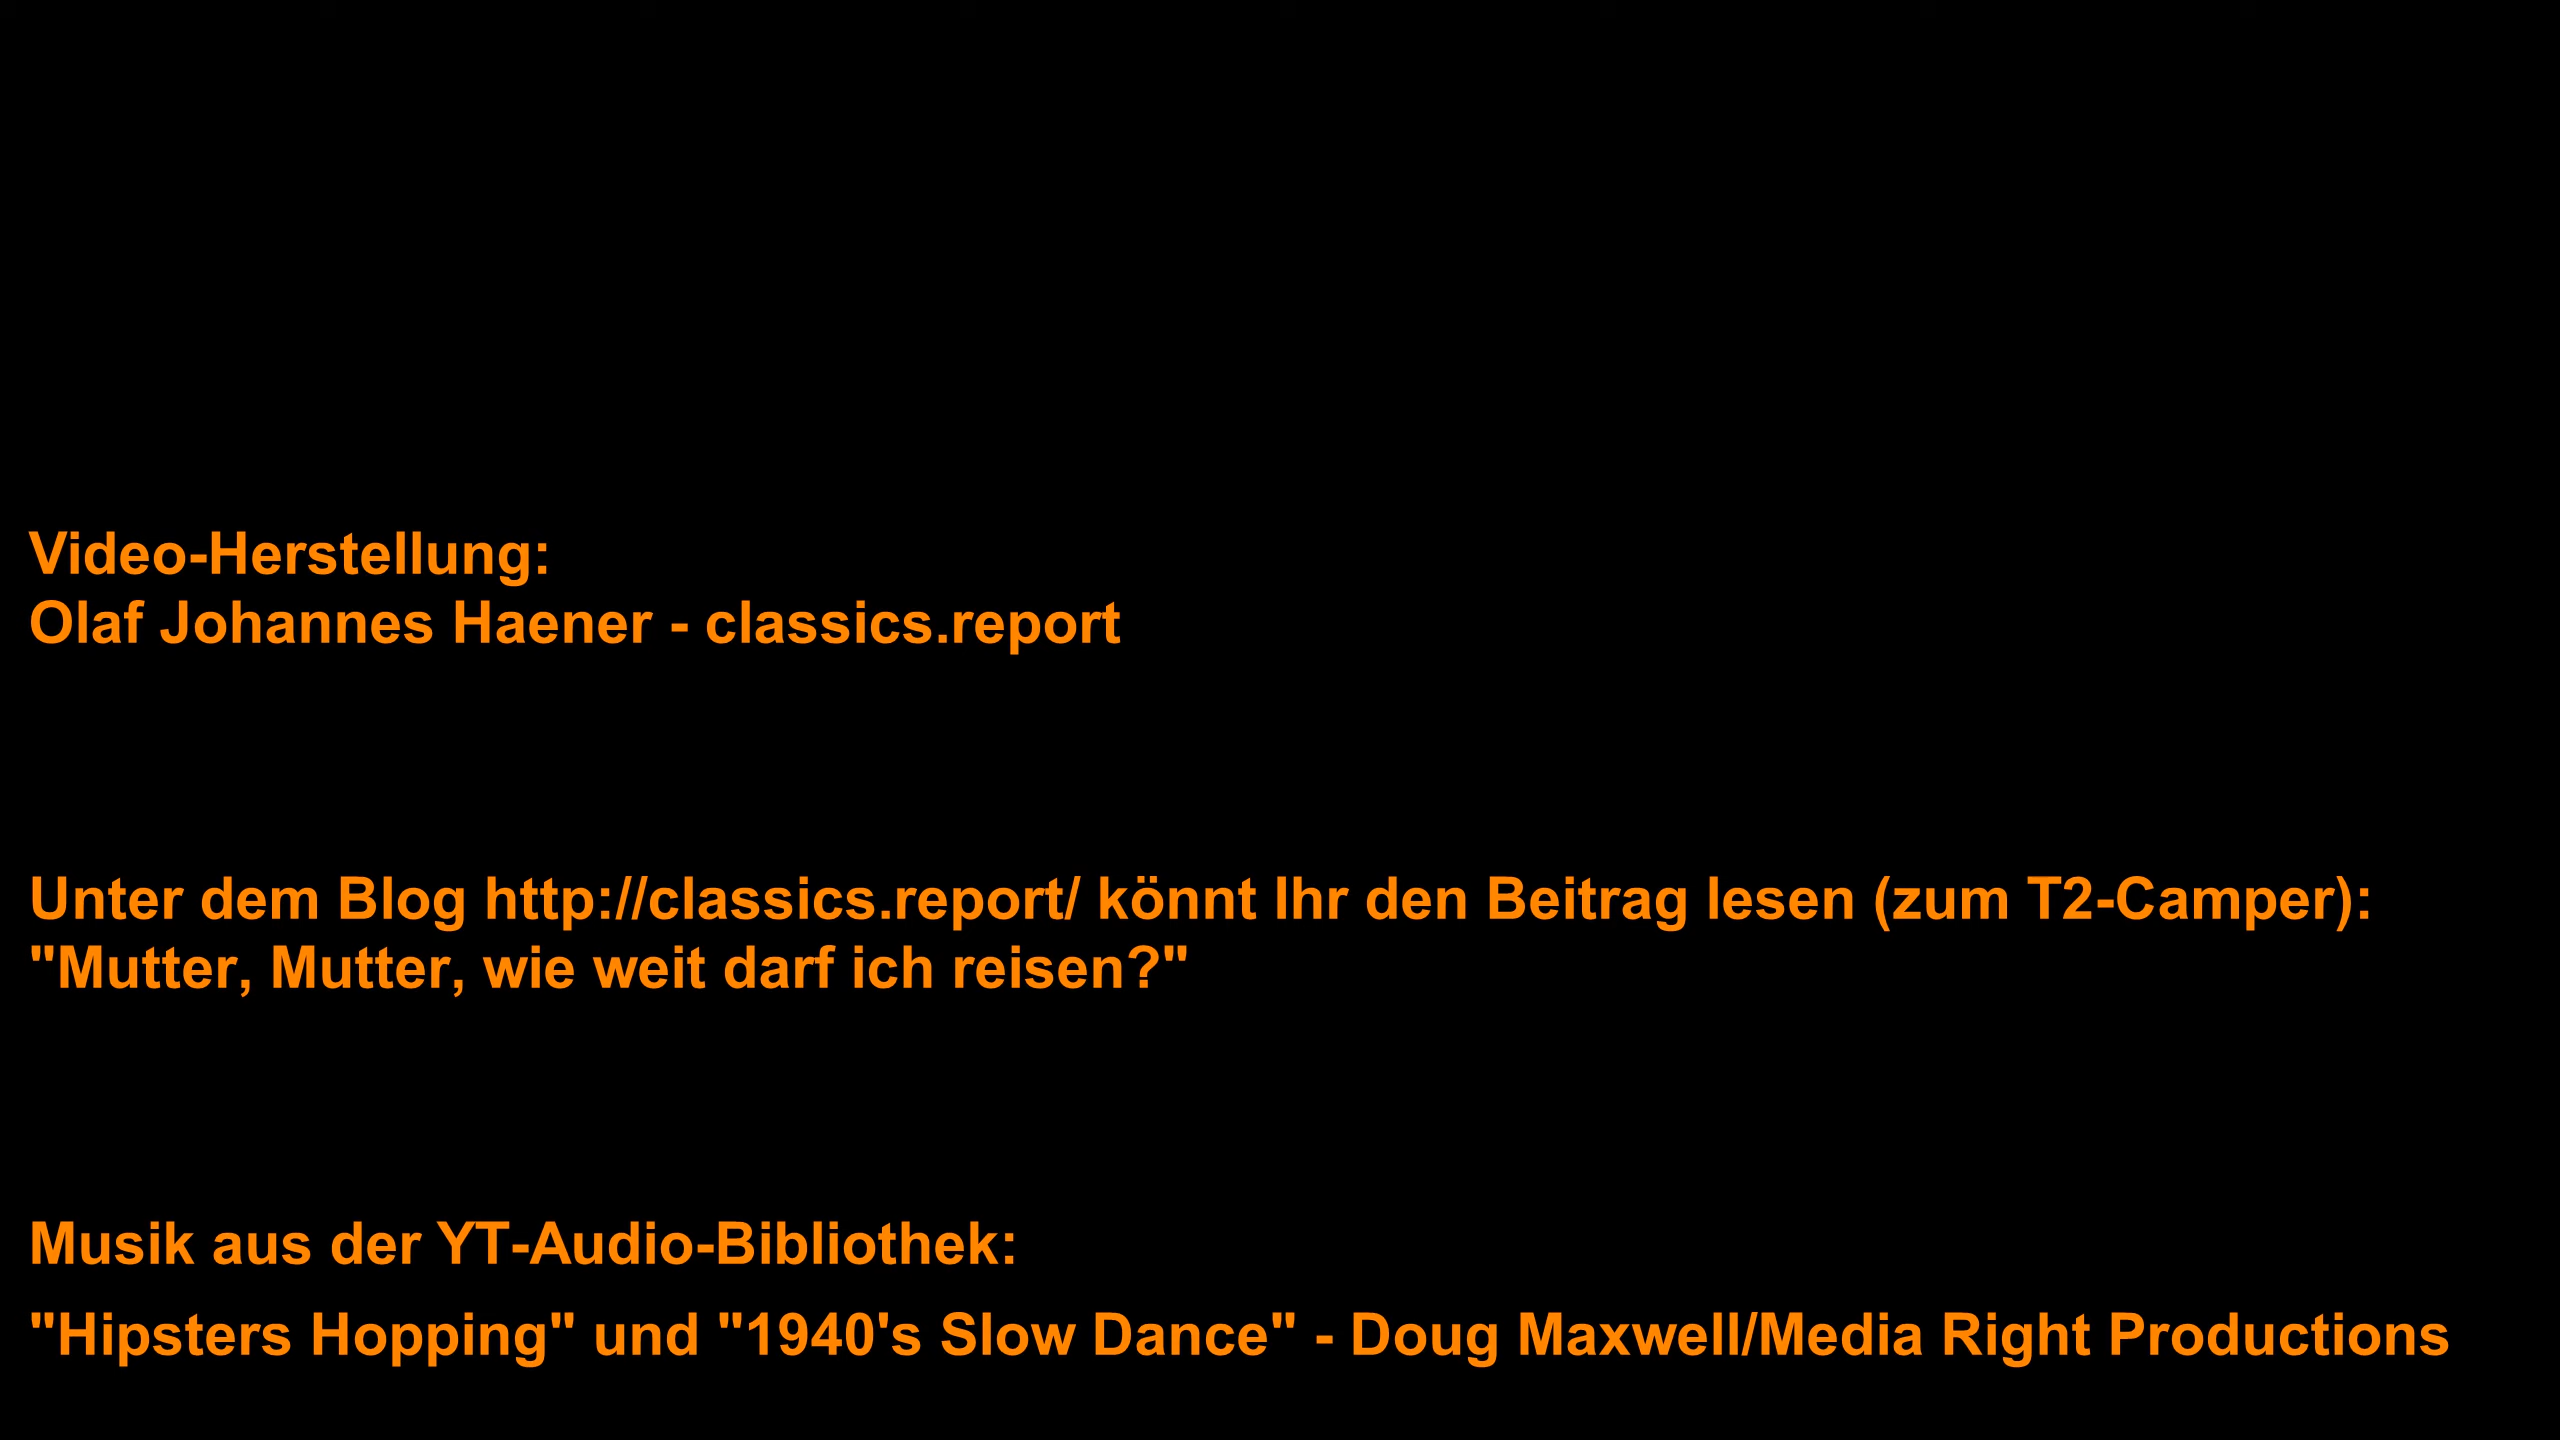 Video-Herstellung:
Olaf Johannes Haener - classics.report
Unter dem Blog http://classics.report/ könnt Ihr den Beitrag lesen (zum T2-Camper):
"Mutter, Mutter, wie weit darf ich reisen?"
Musik aus der YT-Audio-Bibliothek:
"Hipsters Hopping" und "1940's Slow Dance" - Doug Maxwell/Media Right Productions